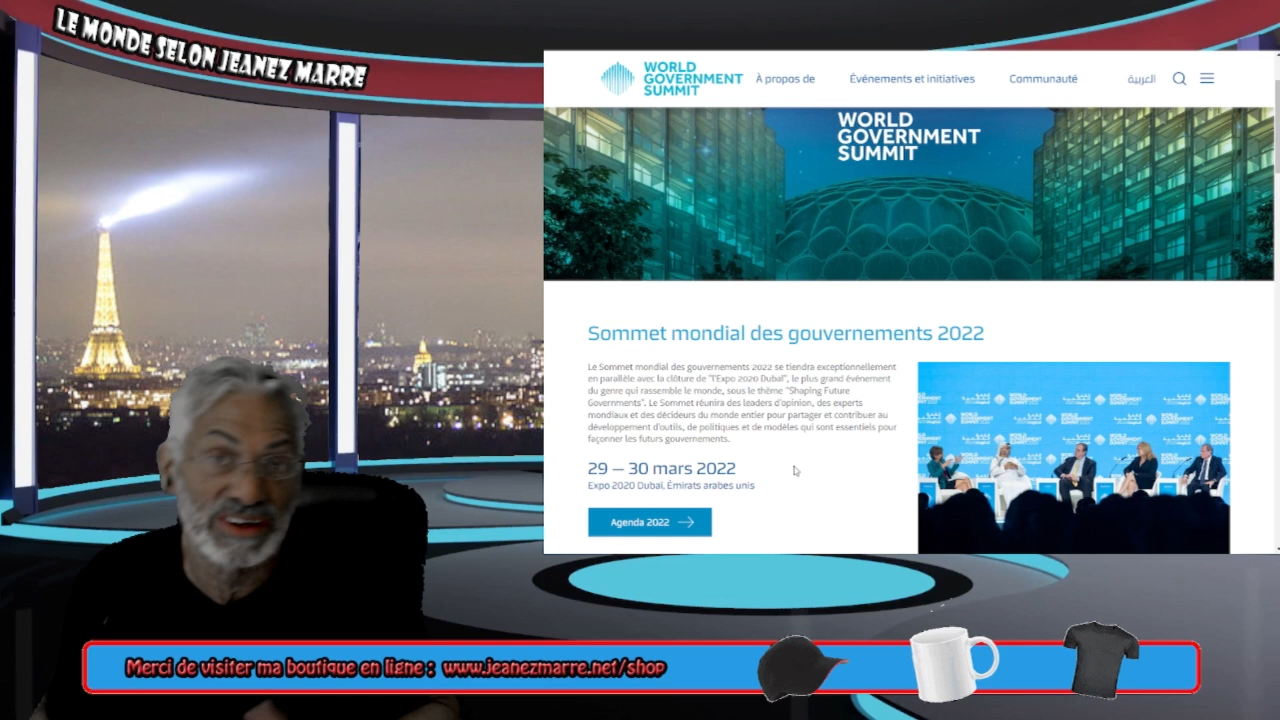 LE MONDE SELON JEANEZ MARRE
WORLD
GOVERNMENT
SUMMIT
À propos de
Événements et initiatives
Communauté
العربية
WORLD
GOVERNMENT
SUMMIT
Sommet mondial des gouvernements 2022
Le Sommet mondial des gouvernements 2022 se tiendra exceptionnellement
en parallèle avec la clôture de "l'Expo 2020 Dubaï", le plus grand événement
du genre qui rassemble le monde, sous le thème "Shaping Future
Governments". Le Sommet réunira des leaders d'opinion, des experts
mondiaux et des décideurs du monde entier pour partager et contribuer au
développement d'outils, de politiques et de modèles qui sont essentiels pour
façonner les futurs gouvernements.
29 — 30 mars 2022
Expo 2020 Dubaï, Émirats arabes unis
Agenda 2022
Merci de visiter ma boutique en ligne : www.jeanezmarre.net/shop